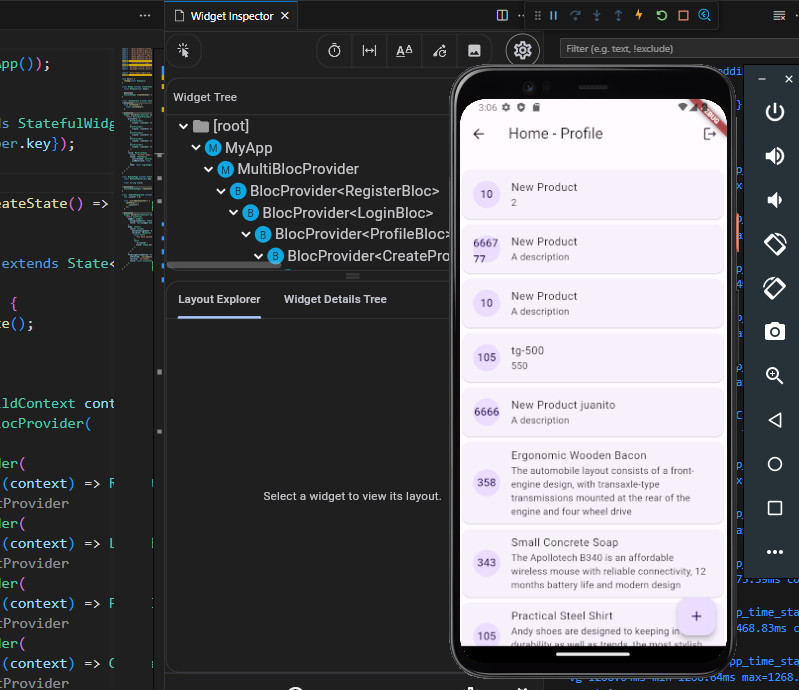 Widget Inspector
Filter (e.g. text, !exclude)
App());
Widget Tree
[root]
MyApp
MultiBlocProvider
BlocProvider<RegisterBloc>
BlocProvider<LoginBloc>
BlocProvider<ProfileBloc>
BlocProvider<CreatePro
Layout Explorer
Widget Details Tree
Select a widget to view its layout.
s StatefulWidg
per.key});
eateState() =>
extends State<
{
te();
ildContext cont
locProvider(
der(
(context) => R
tProvider
der(
(context) => L
tProvider
der(
(context) => P
tProvider
der(
(context) => C
tProvider
3:06
DEBUG
Home - Profile
10
New Product
2
6667
77
New Product
A description
10
New Product
A description
105
tg-500
550
6666
New Product juanito
A description
358
Ergonomic Wooden Bacon
The automobile layout consists of a front-
engine design, with transaxle-type
transmissions mounted at the rear of the
engine and four wheel drive
343
Small Concrete Soap
The Apollotech B340 is an affordable
wireless mouse with reliable connectivity, 12
months battery life and modern design
105
Practical Steel Shirt
Andy shoes are designed to keeping in
durability as well as trends, the most stylish
+
p_time_sta
468.83ms c
p_time_sta
max=1268.